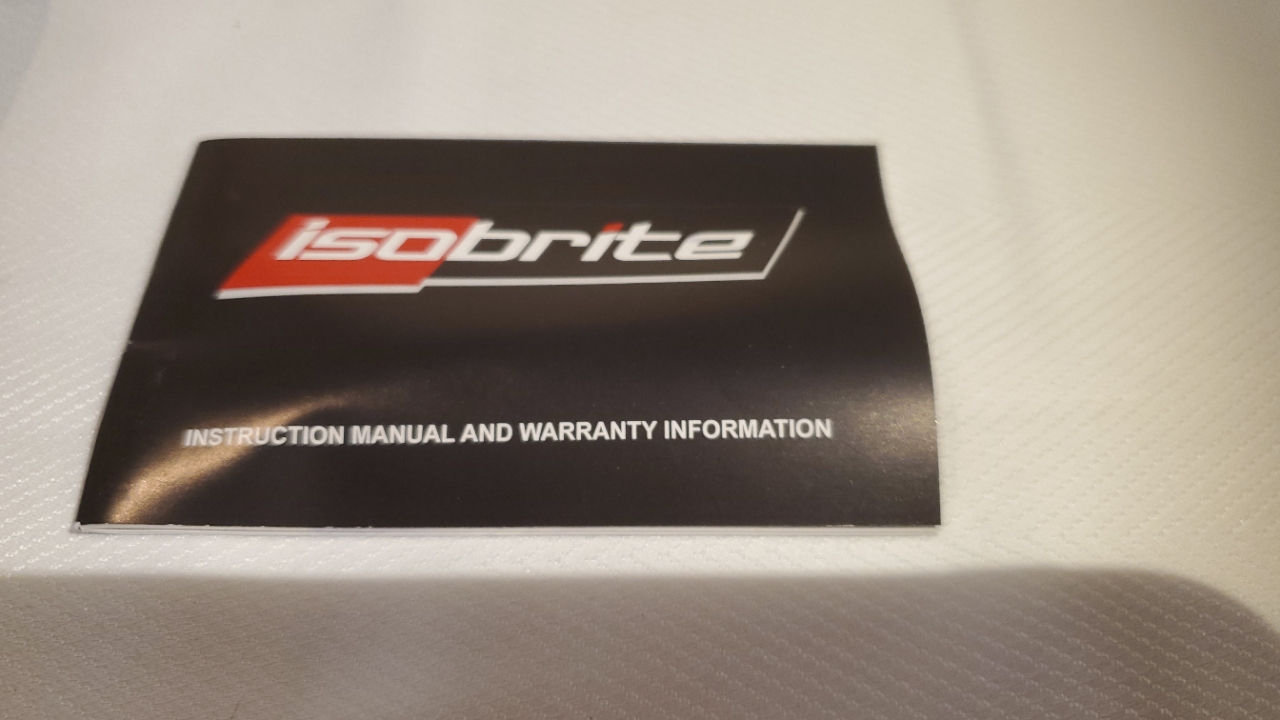 isobrite
INSTRUCTION MANUAL AND WARRANTY INFORMATION